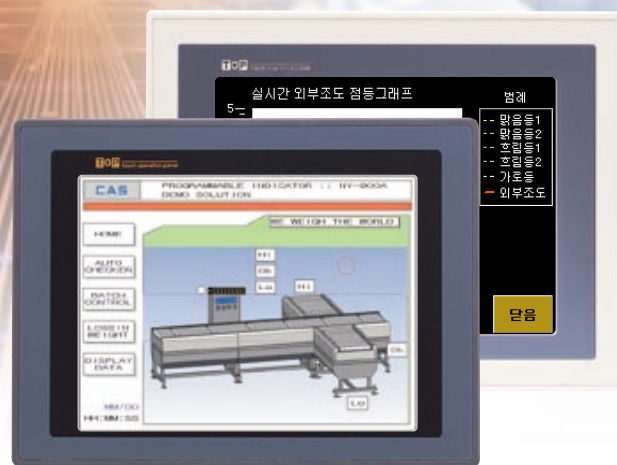 TOP
실시간 외부조도 점등그래프
범례
5
맑음등1
맑음등2
흐림등1
흐림등2
가로등
외부조도
닫음
TOP touch operation panel
CAS
PROGRAMMABLE INDICATOR :: NY-900A
DEMO SOLUTION
WE WEIGH THE WORLD
HOME
AUTO
CHECKER
BATCH
CONTROL
LOSS IN
WEIGHT
DISPLAY
DATA
Hi
Ok
Lo
Hi
Ok
Lo
MM/DD
HH:MM:SS